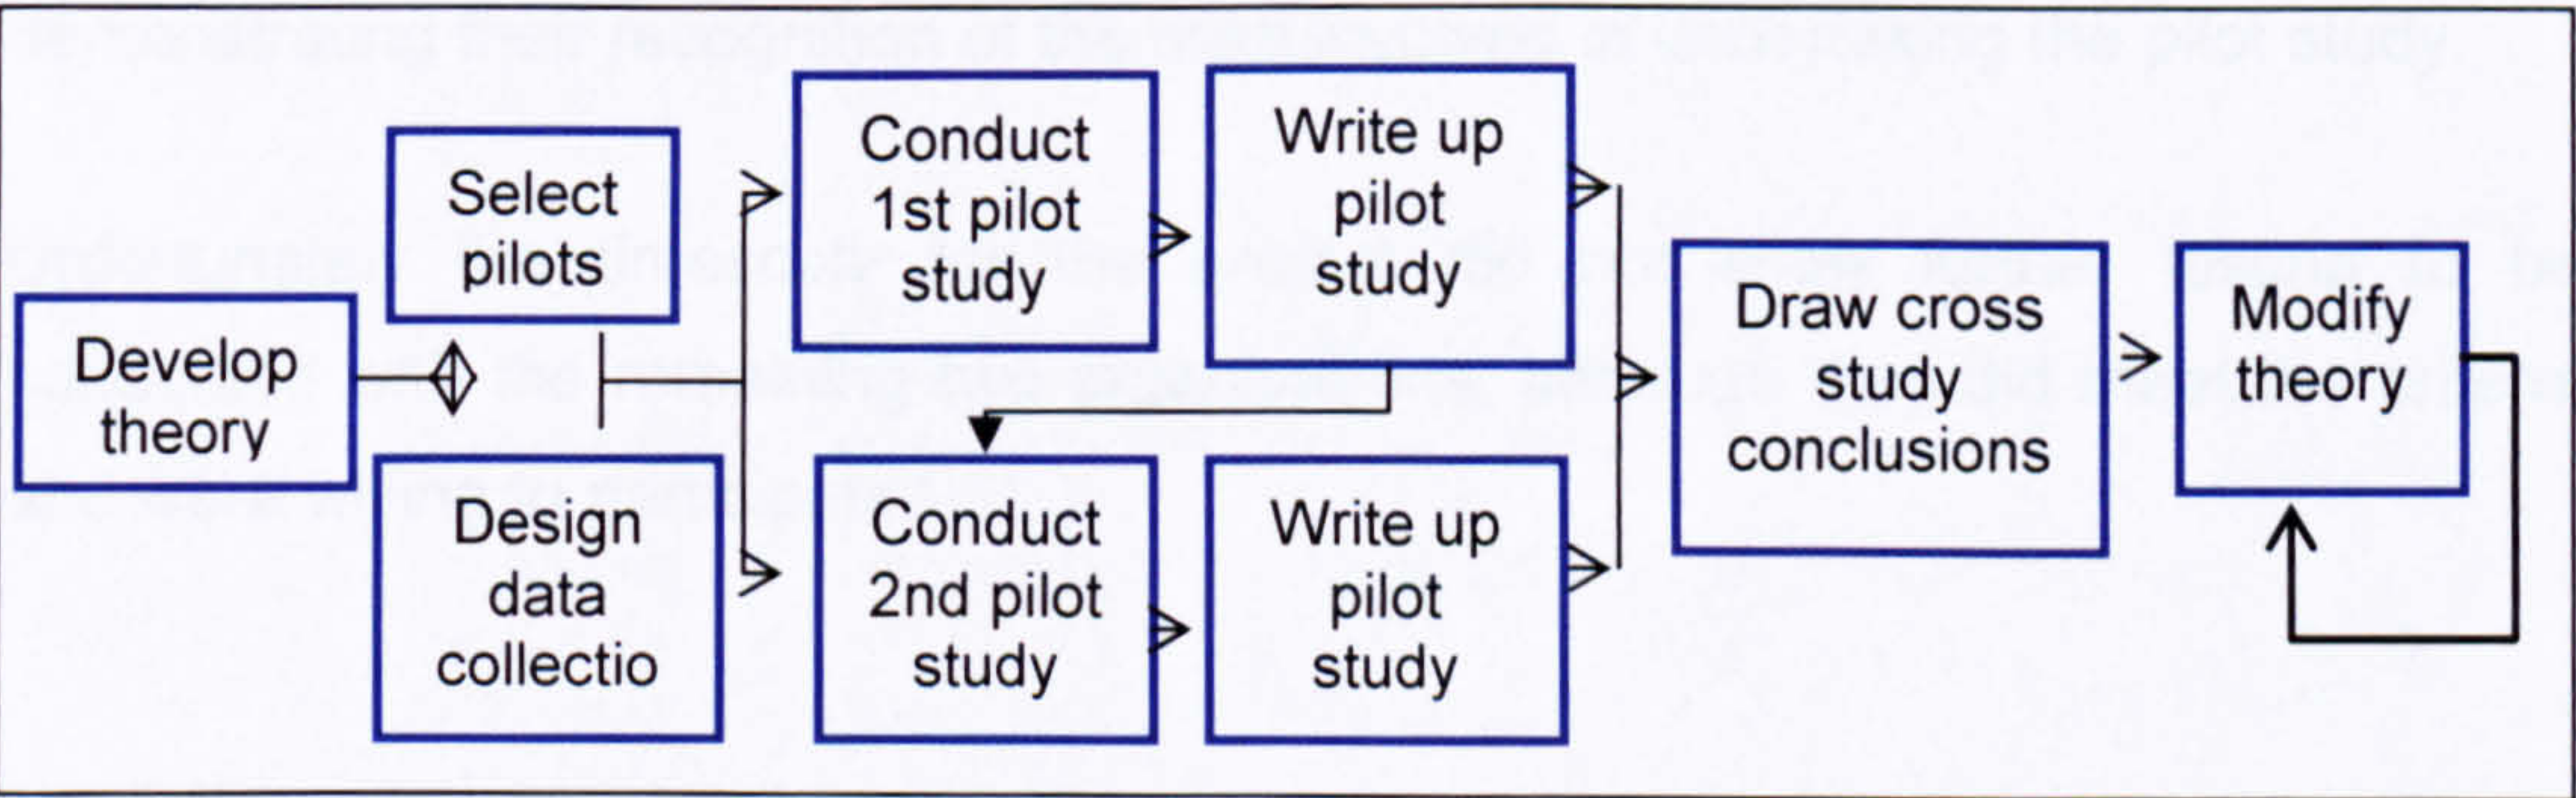 Develop
theory
Select
pilots
Design
data
collectio
Conduct
1st pilot
study
Write up
pilot
study
Conduct
2nd pilot
study
Write up
pilot
study
Draw cross
study
conclusions
Modify
theory